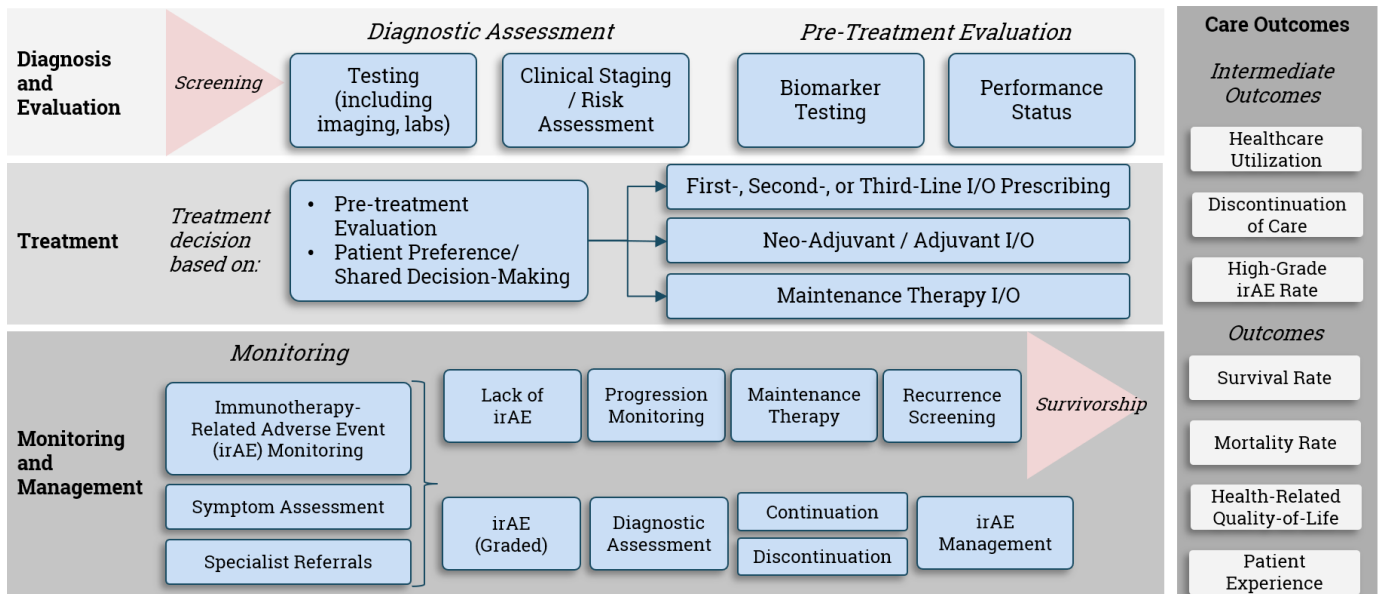 Diagnosis
and
Evaluation
Screening
Diagnostic Assessment
Testing
(including
imaging, labs)
Clinical Staging
/ Risk
Assessment
Pre-Treatment Evaluation
Biomarker
Testing
Performance
Status
Treatment
Treatment
decision
based on:
• Pre-treatment
Evaluation
• Patient Preference/
Shared Decision-Making
First-, Second-, or Third-Line I/O Prescribing
Neo-Adjuvant / Adjuvant I/O
Maintenance Therapy I/O
Monitoring
and
Management
Monitoring
Immunotherapy-
Related Adverse Event
(irAE) Monitoring
Symptom Assessment
Specialist Referrals
Lack of
irAE
Progression
Monitoring
Maintenance
Therapy
Recurrence
Screening
Survivorship
irAE
(Graded)
Diagnostic
Assessment
Continuation
Discontinuation
irAE
Management
Care Outcomes
Intermediate
Outcomes
Healthcare
Utilization
Discontinuation
of Care
High-Grade
irAE Rate
Outcomes
Survival Rate
Mortality Rate
Health-Related
Quality-of-Life
Patient
Experience